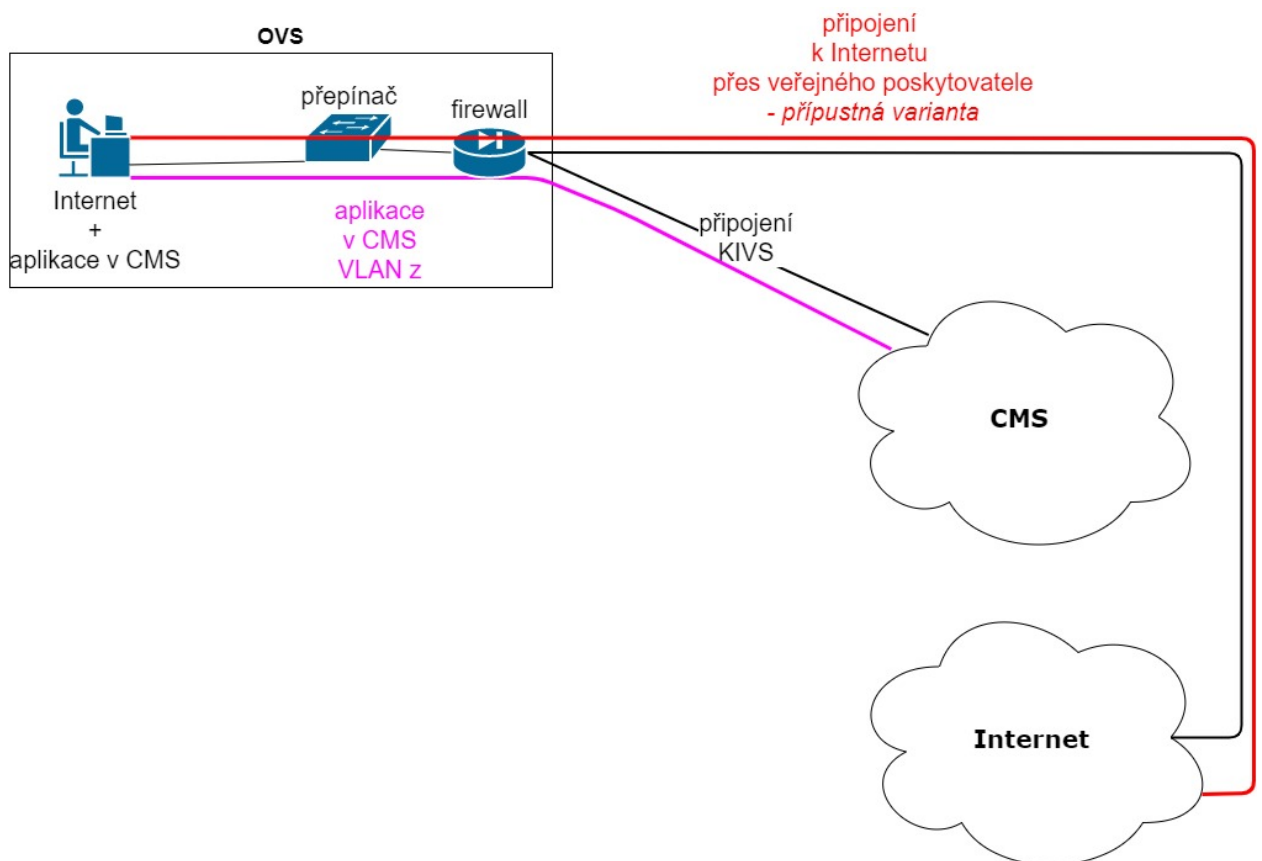 OVS
připojení
k Internetu
přes veřejného poskytovatele
- přípustná varianta
přepínač
firewall
Internet
+
aplikace v CMS
aplikace
v CMS
VLAN z
připojení
KIVS
CMS
Internet